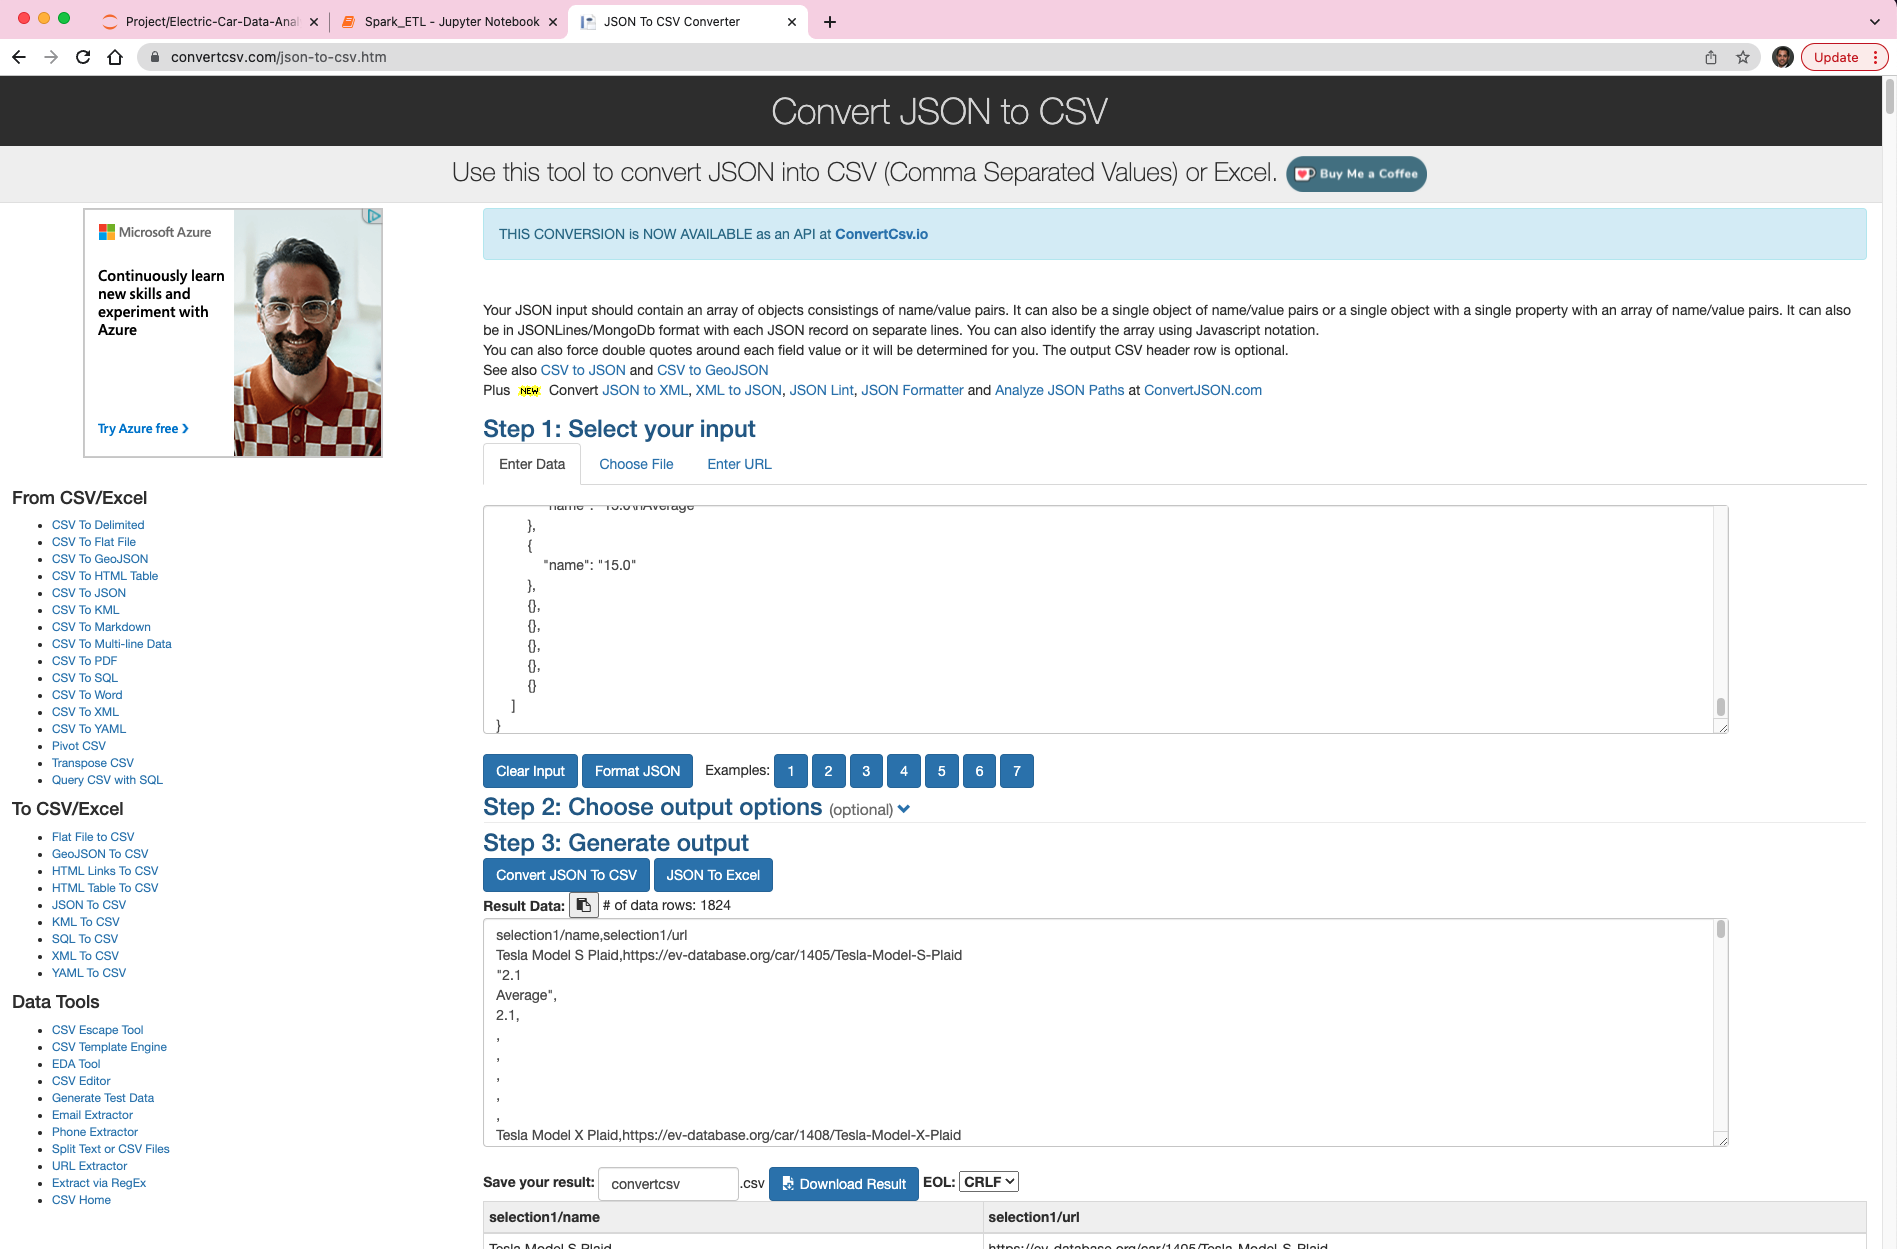 Project/Electric-Car-Data-Anal
Spark_ETL - Jupyter Notebook
JSON To CSV Converter
convertcsv.com/json-to-csv.htm
Update
Convert JSON to CSV
Use this tool to convert JSON into CSV (Comma Separated Values) or Excel.
Buy Me a Coffee
Microsoft Azure
Continuously learn
new skills and
experiment with
Azure
Try Azure free >
From CSV/Excel
CSV To Delimited
CSV To Flat File
CSV To GeoJSON
CSV To HTML Table
CSV To JSON
CSV To KML
CSV To Markdown
CSV To Multi-line Data
CSV To PDF
CSV To SQL
CSV To Word
CSV To XML
CSV To YAML
Pivot CSV
Transpose CSV
Query CSV with SQL
To CSV/Excel
Flat File to CSV
GeoJSON To CSV
HTML Links To CSV
HTML Table To CSV
JSON To CSV
KML To CSV
SQL To CSV
XML To CSV
YAML To CSV
Data Tools
CSV Escape Tool
CSV Template Engine
EDA Tool
CSV Editor
Generate Test Data
Email Extractor
Phone Extractor
Split Text or CSV Files
URL Extractor
Extract via RegEx
CSV Home
THIS CONVERSION is NOW AVAILABLE as an API at ConvertCsv.io
Your JSON input should contain an array of objects consistings of name/value pairs. It can also be a single object of name/value pairs or a single object with a single property with an array of name/value pairs. It can also
be in JSONLines/MongoDb format with each JSON record on separate lines. You can also identify the array using Javascript notation.
You can also force double quotes around each field value or it will be determined for you. The output CSV header row is optional.
See also CSV to JSON and CSV to GeoJSON
Plus NEW Convert JSON to XML, XML to JSON, JSON Lint, JSON Formatter and Analyze JSON Paths at ConvertJSON.com
Step 1: Select your input
Enter Data Choose File Enter URL
"name": "15.0\nAverage"
},
{
"name": "15.0"
},
{},
{},
{},
{},
{}
]
}
Clear Input Format JSON Examples: 1 2 3 4 5 6 7
Step 2: Choose output options (optional)
Step 3: Generate output
Convert JSON To CSV JSON To Excel
Result Data: # of data rows: 1824
selection1/name,selection1/url
Tesla Model S Plaid,https://ev-database.org/car/1405/Tesla-Model-S-Plaid
"2.1
Average",
2.1,
,
,
,
,
,
Tesla Model X Plaid,https://ev-database.org/car/1408/Tesla-Model-X-Plaid
Save your result: convertcsv .csv Download Result EOL: CRLF
selection1/name selection1/url
Tesla Model S Plaid https://ev-database.org/car/1405/Tesla-Model-S-Plaid